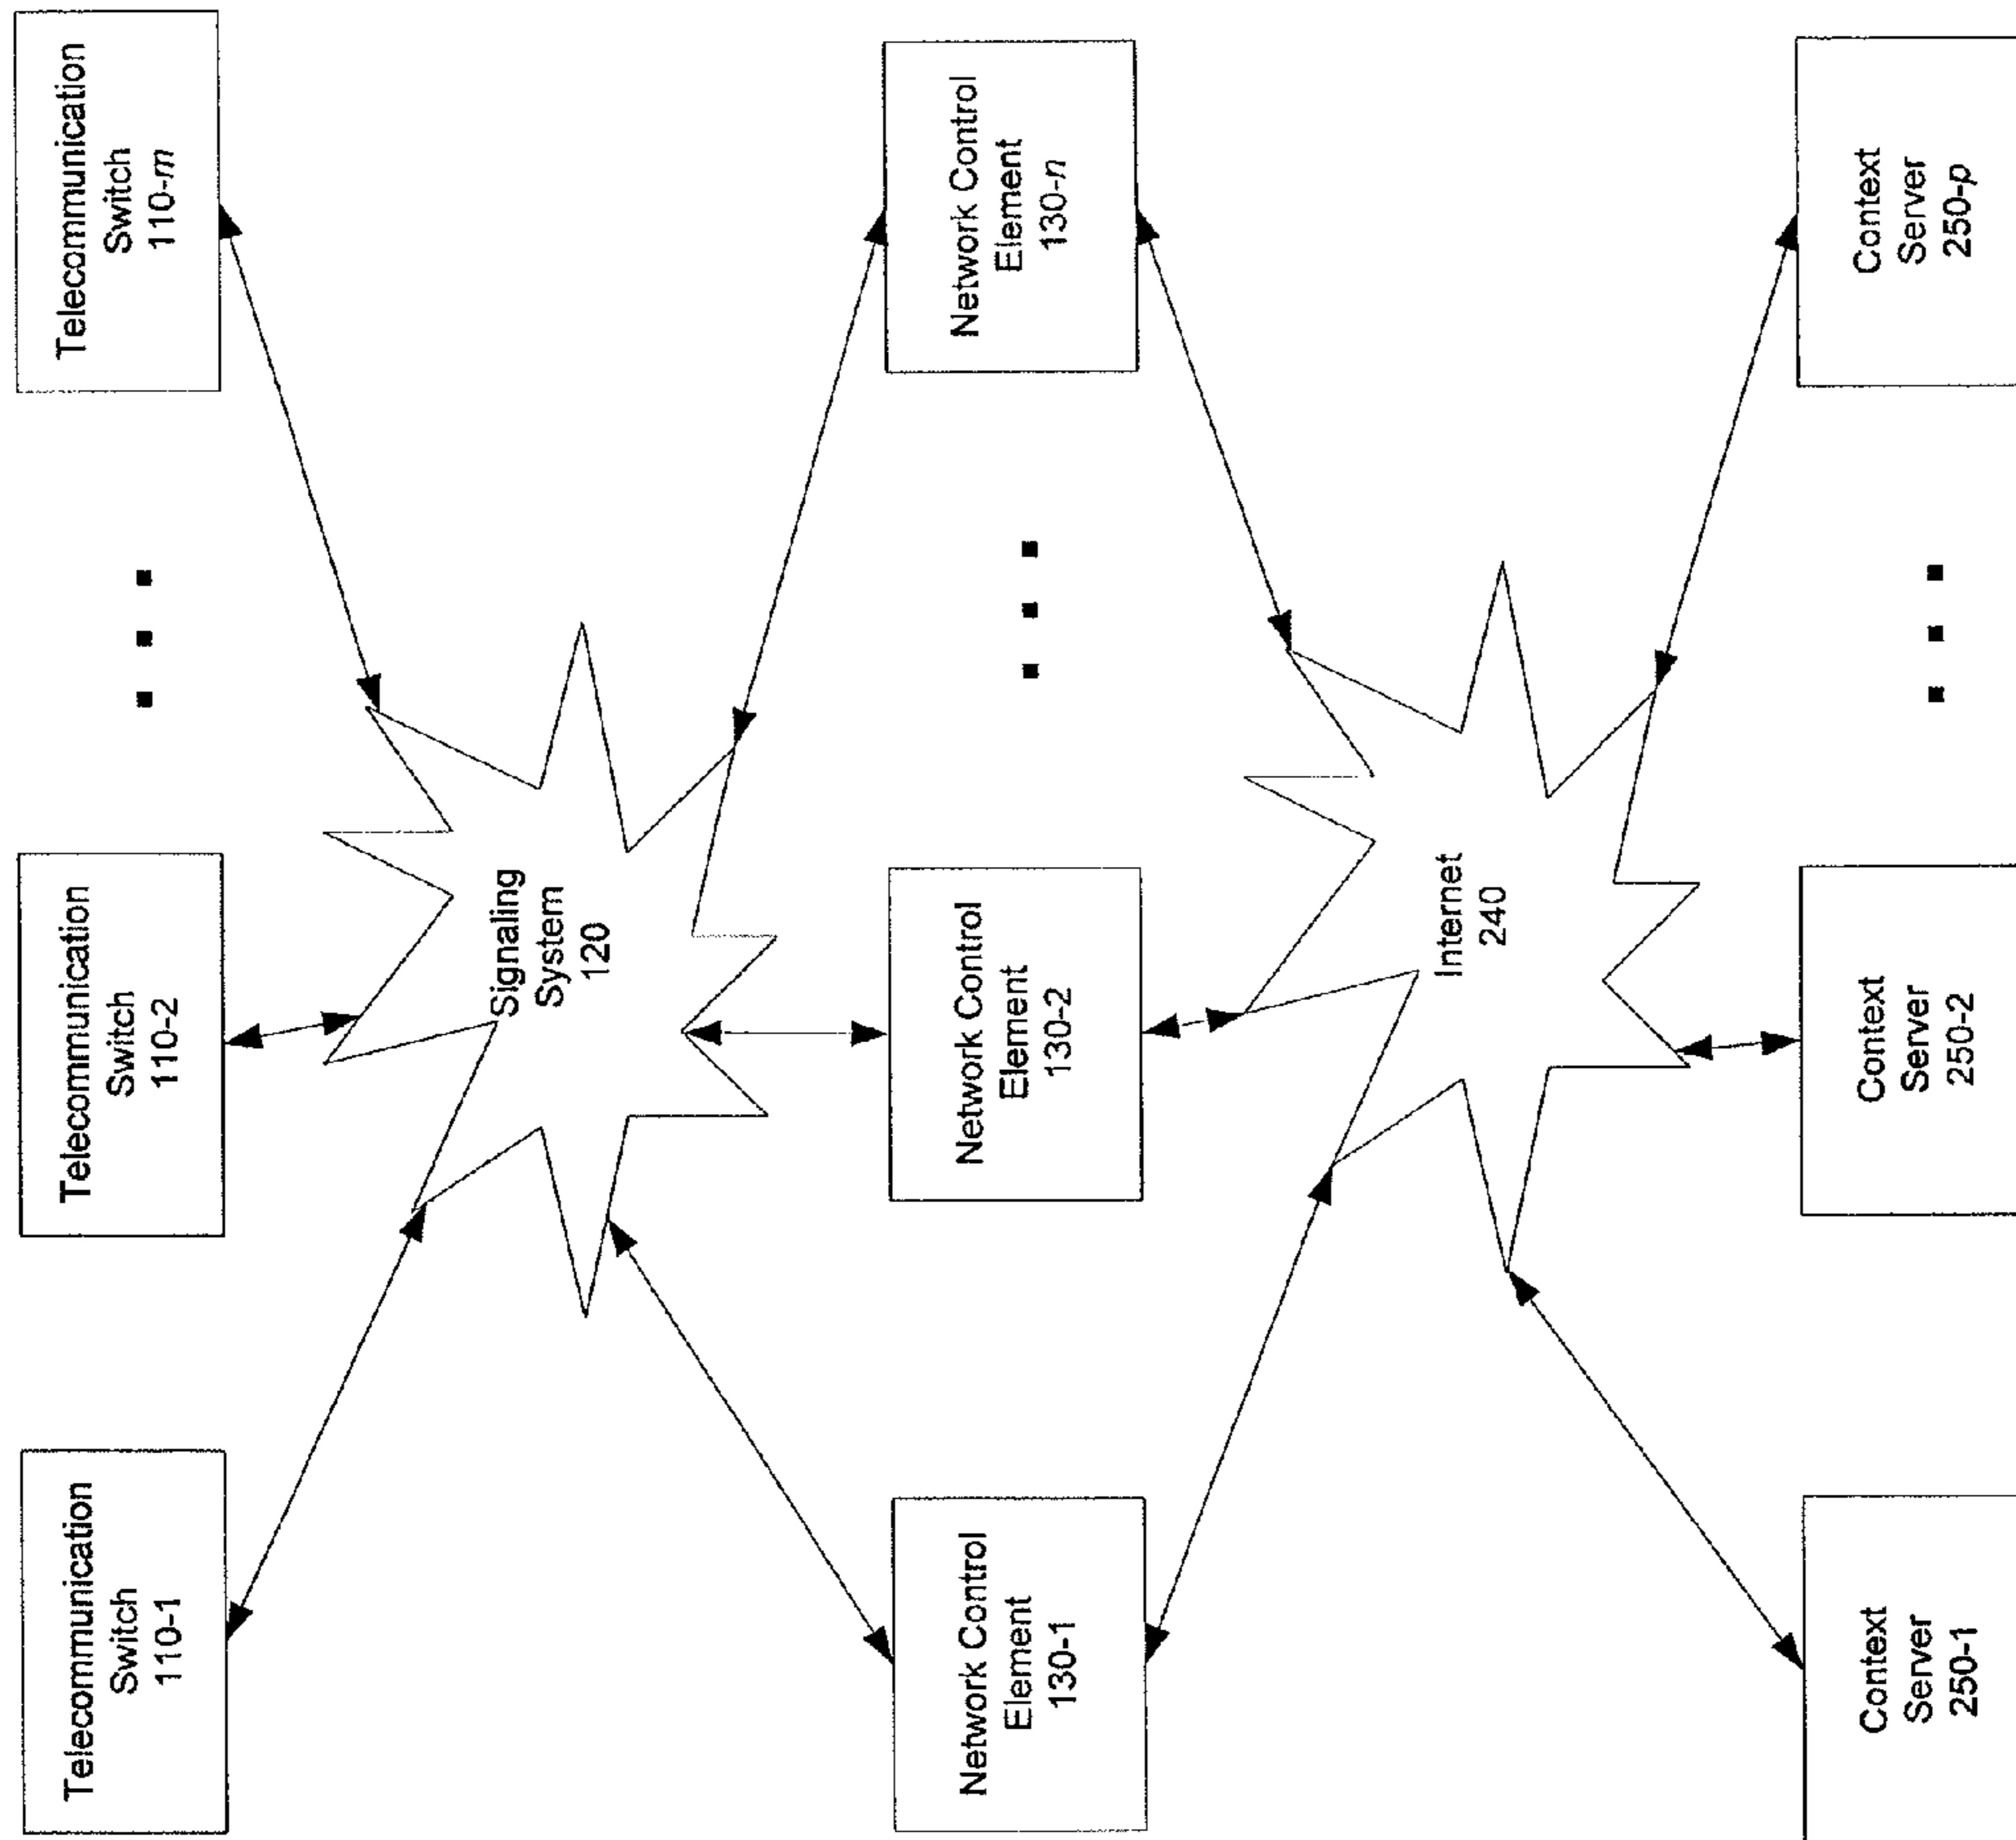 Telecommunication
Switch
110-1
Telecommunication
Switch
110-2
Telecommunication
Switch
110-m
Signaling
System
120
Network Control
Element
130-1
Network Control
Element
130-2
Network Control
Element
130-n
Internet
240
Context
Server
250-1
Context
Server
250-2
Context
Server
250-p